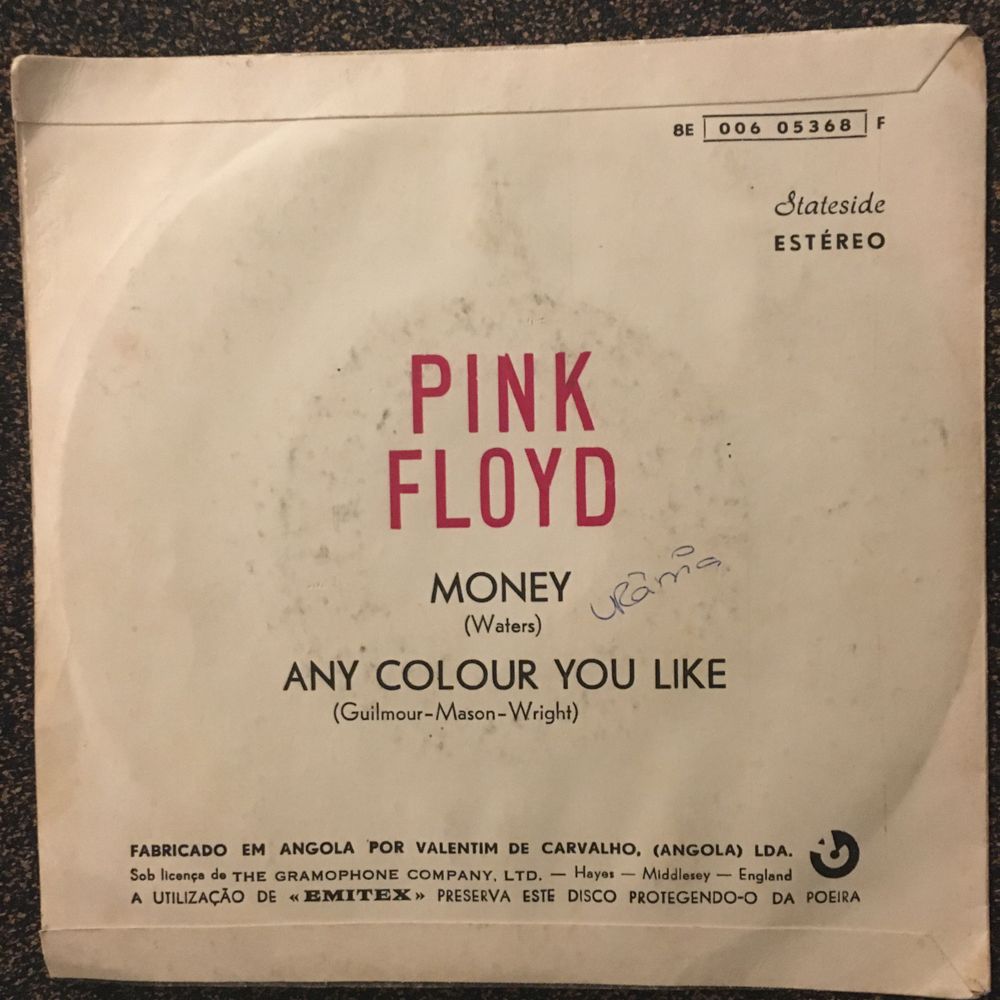 8E 006 05368 F
Stateside
ESTÉREO
PINK
FLOYD
MONEY
(Waters)
urânia
ANY COLOUR YOU LIKE
(Guilmour-Mason-Wright)
FABRICADO EM ANGOLA POR VALENTIM DE CARVALHO, (ANGOLA) LDA.
Sob licença de THE GRAMOPHONE COMPANY, LTD. — Hayes — Middlesey — England
A UTILIZAÇÃO DE «EMITEX» PRESERVA ESTE DISCO PROTEGENDO-O DA POEIRA